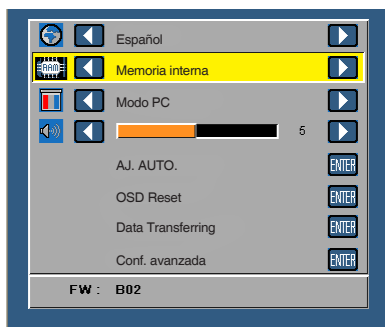 Español
RAM Memoria interna
Modo PC
5
AJ. AUTO. ENTER
OSD Reset ENTER
Data Transferring ENTER
Conf. avanzada ENTER
FW : B02